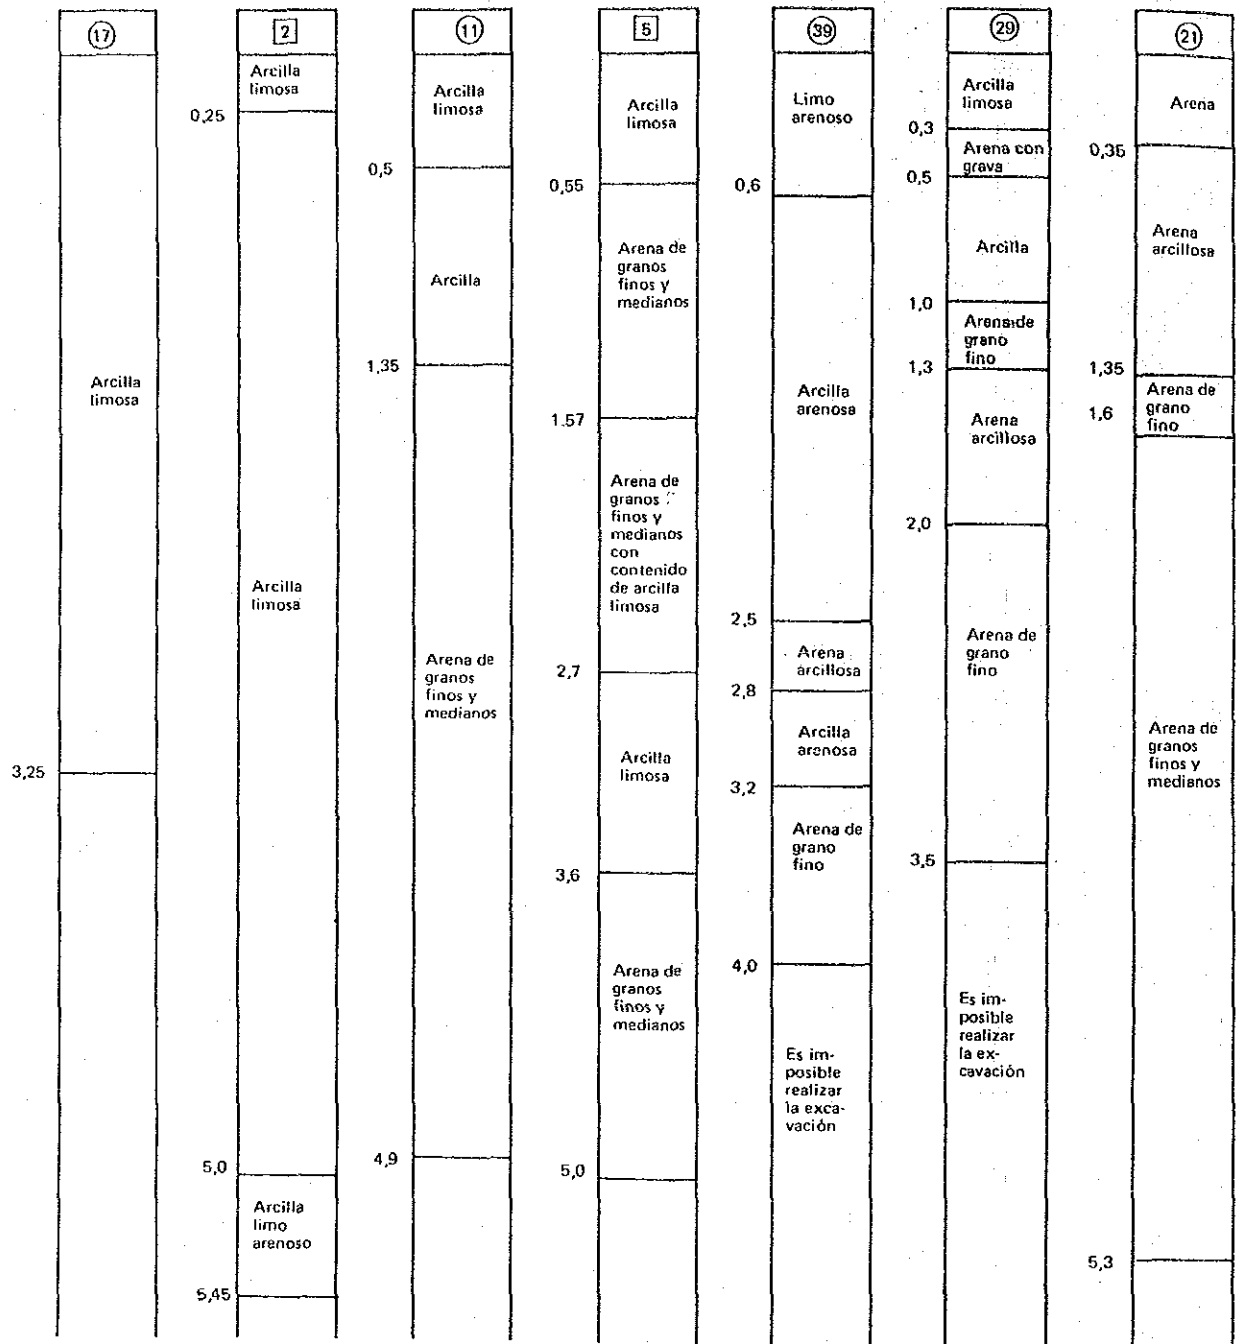 17
Arcilla
limosa
3,25
2
Arcilla
limosa
0,25
Arcilla
limosa
5,0
Arcilla
limo
arenoso
5,45
11
Arcilla
limosa
0,5
Arcilla
1,35
Arena de
granos
finos y
medianos
4,9
5
Arcilla
limosa
0,55
Arena de
granos
finos y
medianos
1.57
Arena de
granos
finos y
medianos
con
contenido
de arcilla
limosa
2,7
Arcilla
limosa
3,6
Arena de
granos
finos y
medianos
5,0
39
Limo
arenoso
0,6
Arcilla
arenosa
2,5
Arena
arcillosa
2,8
Arcilla
arenosa
3,2
Arena de
grano
fino
4,0
Es im-
posible
realizar
la exca-
vación
29
Arcilla
limosa
0,3
Arena con
grava
0,5
Arcilla
1,0
Arena de
grano
fino
1,3
Arena
arcillosa
2,0
Arena de
grano
fino
3,5
Es im-
posible
realizar
la ex-
cavación
21
Arena
0,35
Arena
arcillosa
1,35
Arena de
grano
fino
1,6
Arena de
granos
finos y
medianos
5,3